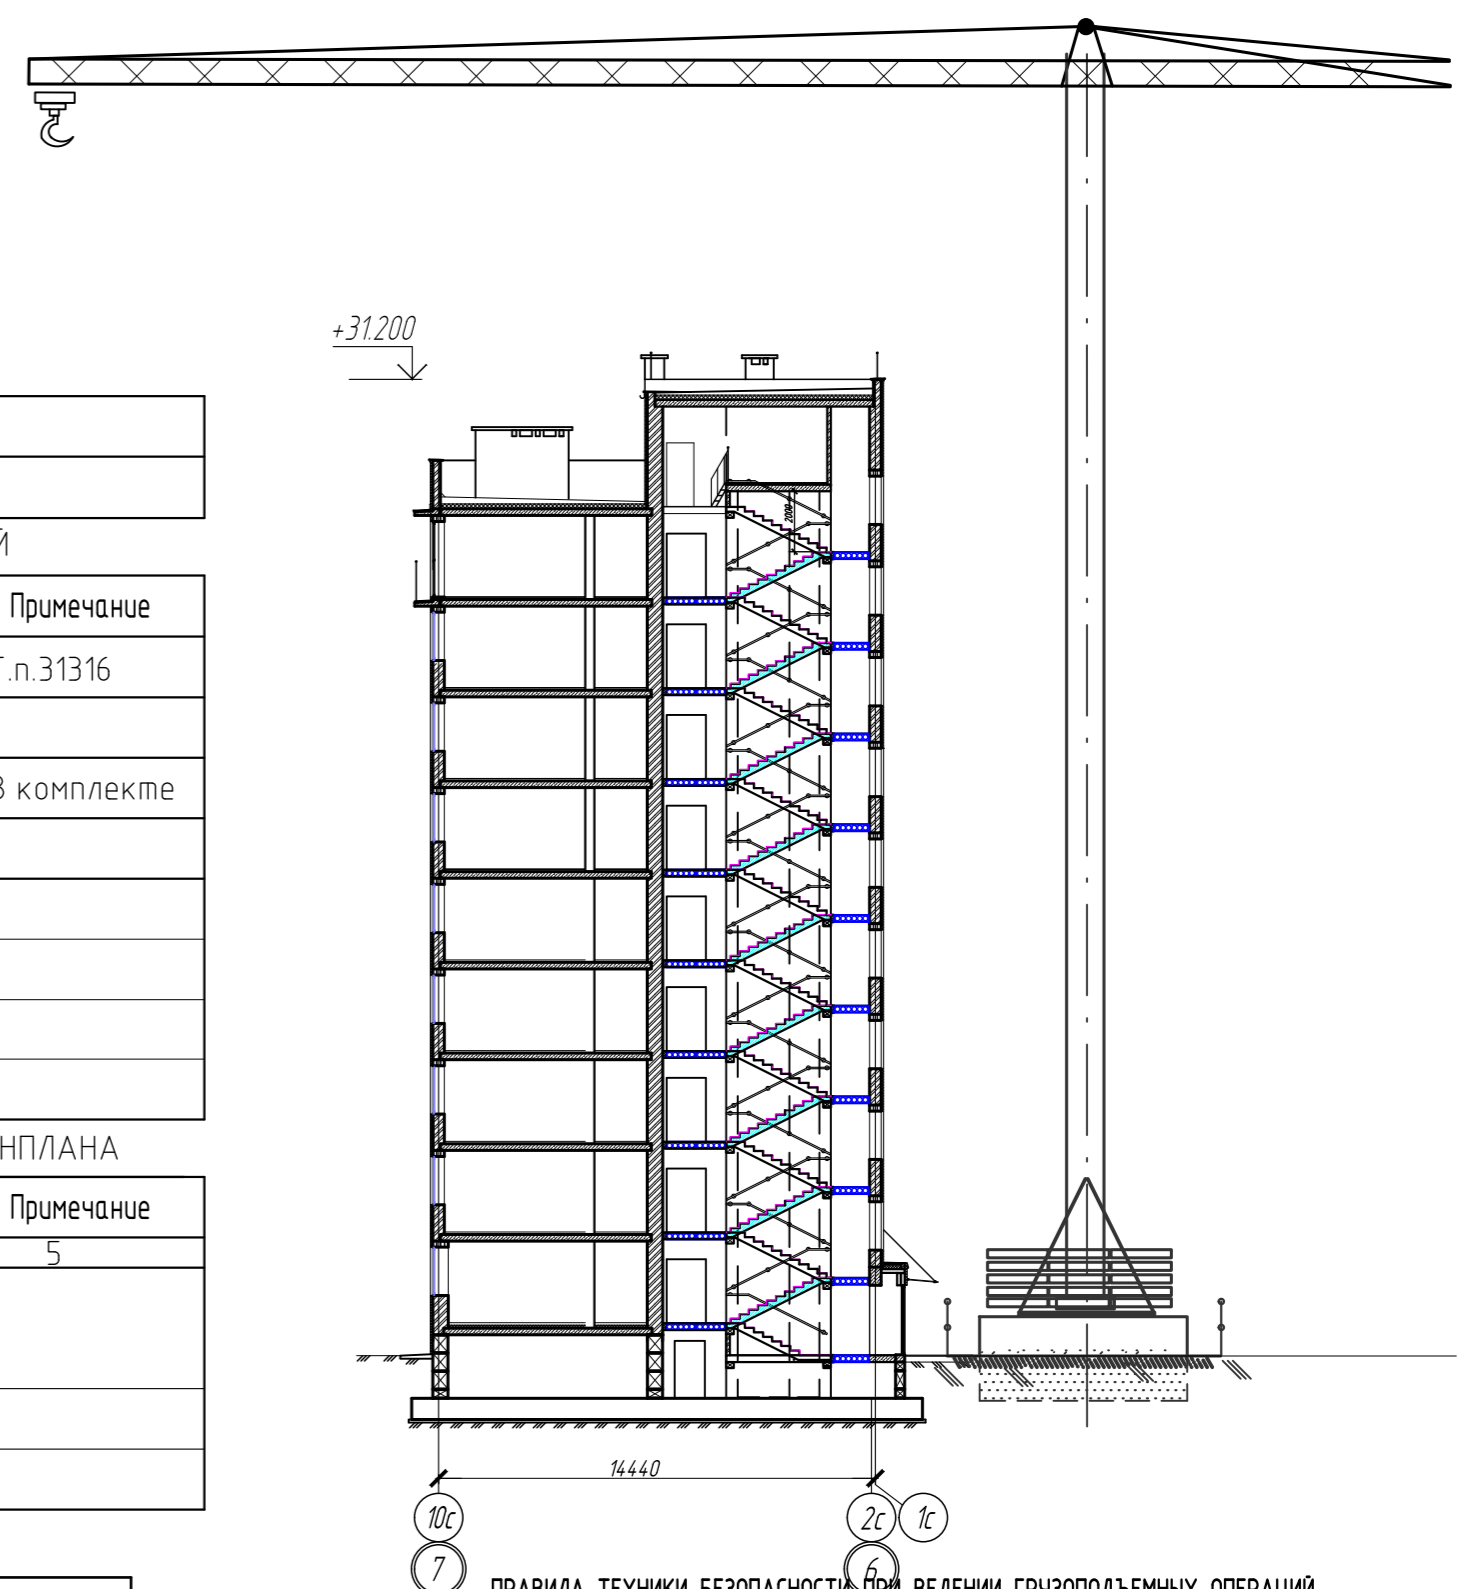 +31.200
2000
Й
Примечание
Т.п.31316
В комплекте
НПЛАНА
Примечание
5
14440
10с
2с
1с
7
6
ПРАВИЛА ТЕХНИКИ БЕЗОПАСНОСТИ ПРИ ВЕДЕНИИ ГРУЗОПОДЪЕМНЫХ ОПЕРАЦИЙ